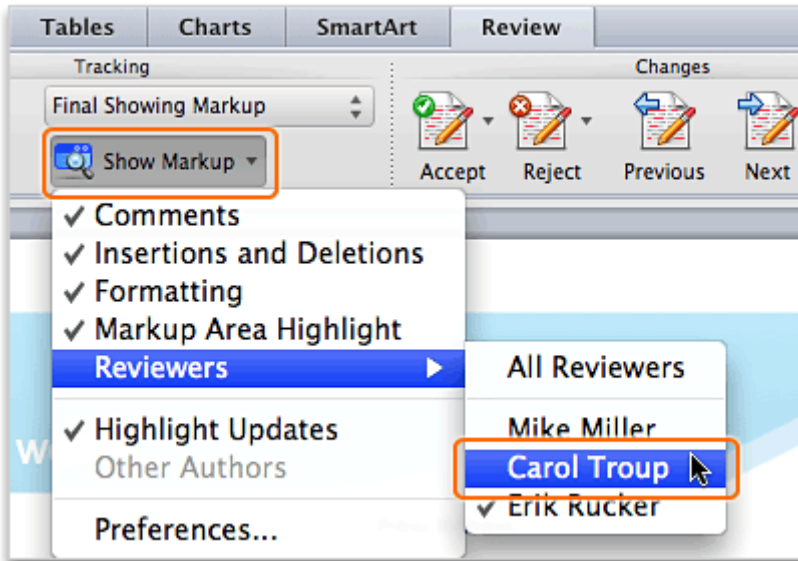 Tables Charts SmartArt Review
Tracking Changes
Final Showing Markup
Show Markup
Accept Reject Previous Next
Comments
Insertions and Deletions
Formatting
Markup Area Highlight
Reviewers
All Reviewers
Highlight Updates
Mike Miller
Other Authors
Carol Troup
Erik Rucker
Preferences...